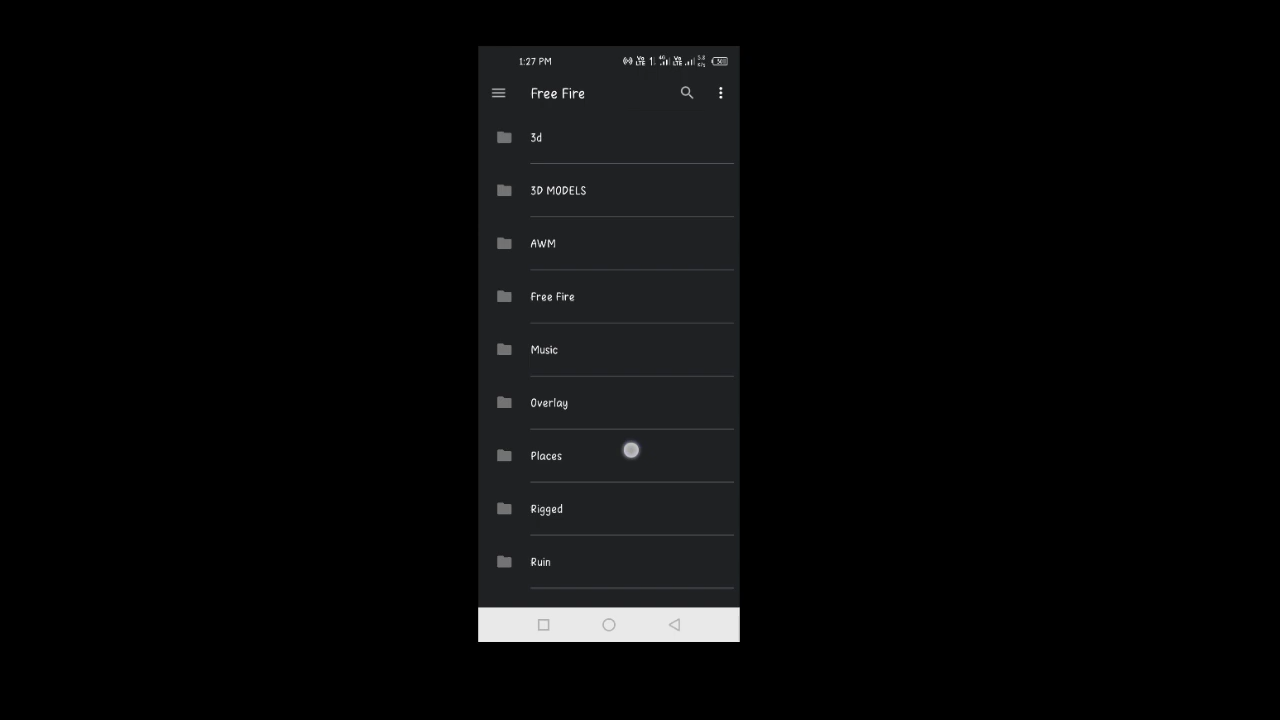 1:27 PM
Free Fire
3d
3D MODELS
AWM
Free Fire
Music
Overlay
Places
Rigged
Ruin